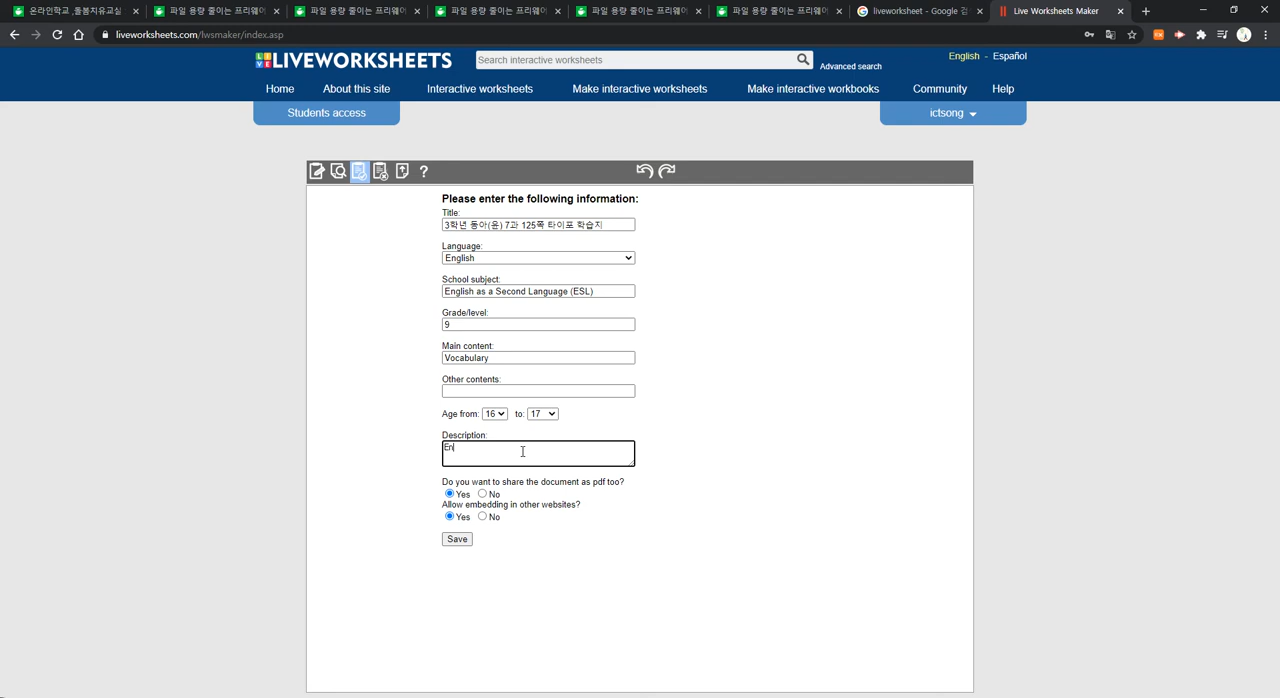 온라인학교 ,돌봄치유교실
파일 용량 줄이는 프리웨어
파일 용량 줄이는 프리웨어
파일 용량 줄이는 프리웨어
파일 용량 줄이는 프리웨어
파일 용량 줄이는 프리웨어
liveworksheet - Google 검
Live Worksheets Maker
liveworksheets.com/lwsmaker/index.asp
LIVE LIVEWORKSHEETS
Search interactive worksheets
Advanced search
English - Español
Home About this site Interactive worksheets Make interactive worksheets Make interactive workbooks Community Help
Students access
ictsong
?
Please enter the following information:
Title:
3학년 동아(윤) 7과 125쪽 타이포 학습지
Language:
English
School subject:
English as a Second Language (ESL)
Grade/level:
9
Main content:
Vocabulary
Other contents:
Age from: 16 to: 17
Description:
En
Do you want to share the document as pdf too?
Yes No
Allow embedding in other websites?
Yes No
Save